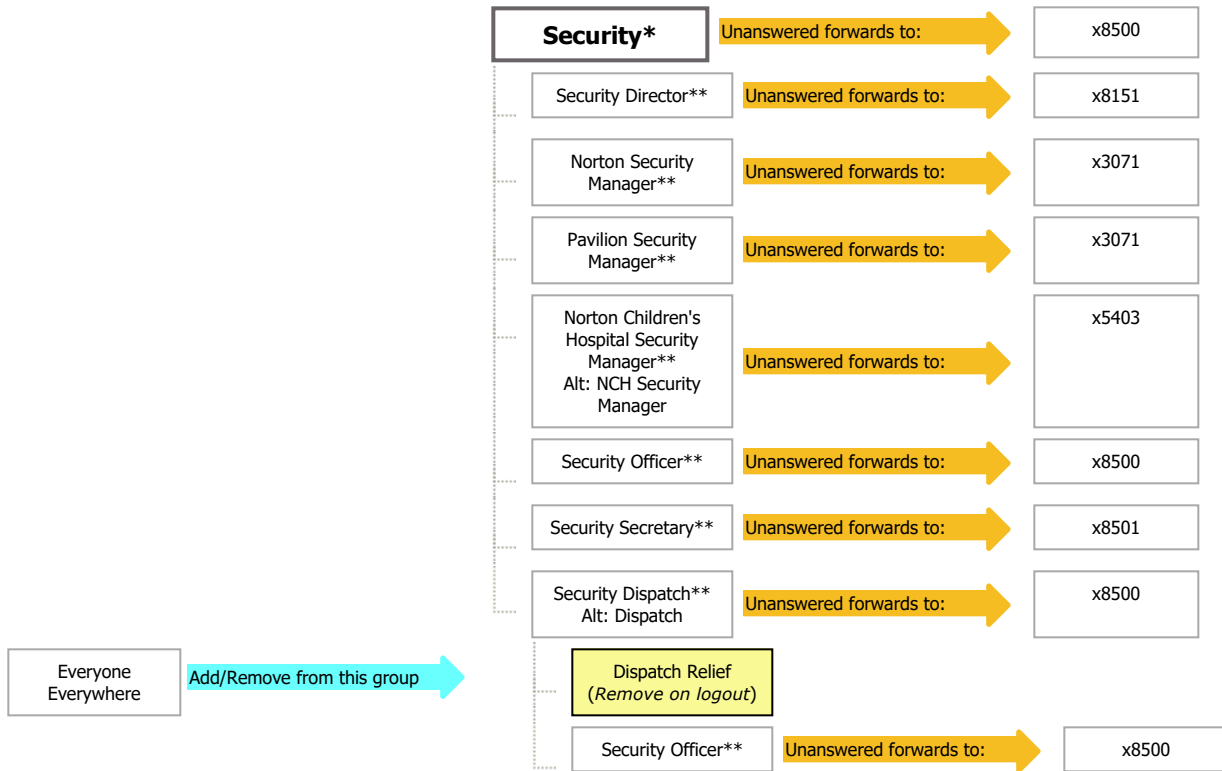 Security*
Unanswered forwards to:
x8500
Security Director**
Unanswered forwards to:
x8151
Norton Security
Manager**
Unanswered forwards to:
x3071
Pavilion Security
Manager**
Unanswered forwards to:
x3071
Norton Children's
Hospital Security
Manager**
Alt: NCH Security
Manager
Unanswered forwards to:
x5403
Security Officer**
Unanswered forwards to:
x8500
Security Secretary**
Unanswered forwards to:
x8501
Security Dispatch**
Alt: Dispatch
Unanswered forwards to:
x8500
Everyone
Everywhere
Add/Remove from this group
Dispatch Relief
(Remove on logout)
Security Officer**
Unanswered forwards to:
x8500